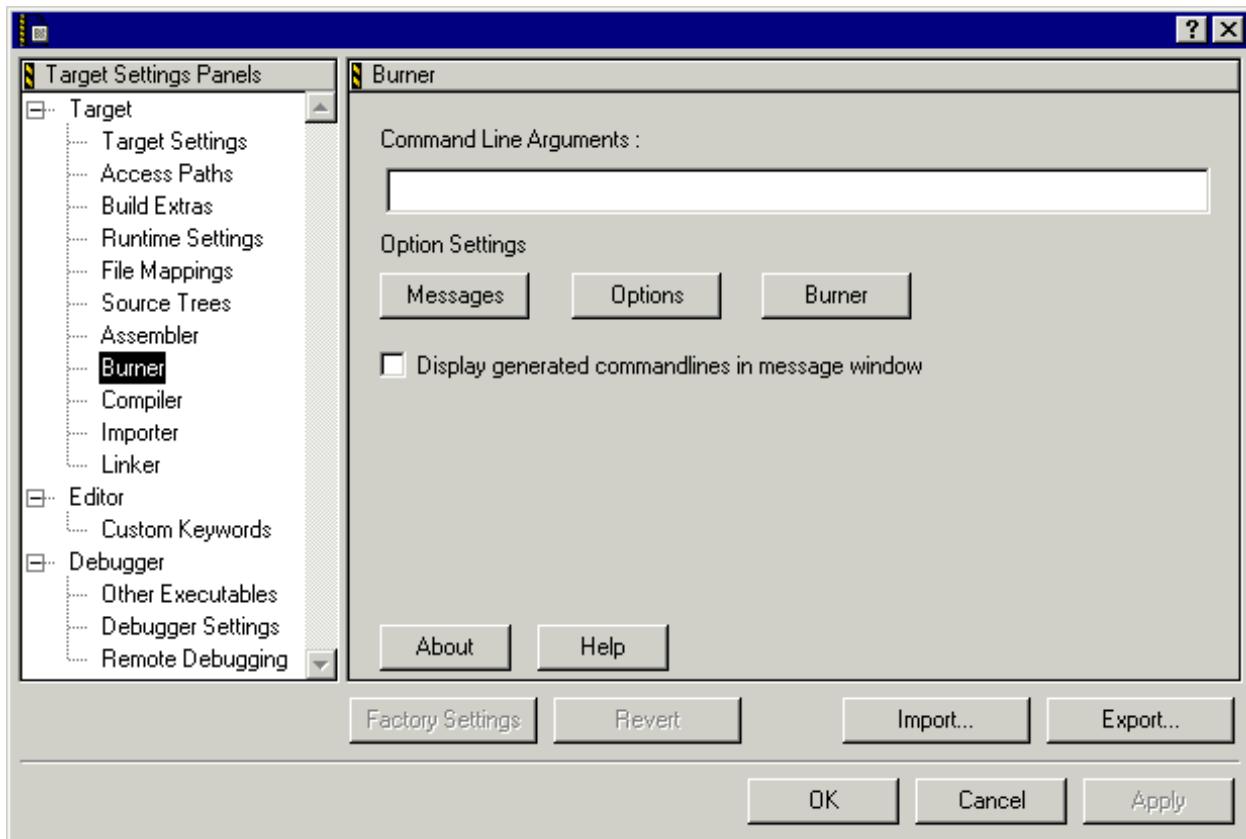 Target Settings Panels
Target
Target Settings
Access Paths
Build Extras
Runtime Settings
File Mappings
Source Trees
Assembler
Burner
Compiler
Importer
Linker
Editor
Custom Keywords
Debugger
Other Executables
Debugger Settings
Remote Debugging
Burner
Command Line Arguments :
Option Settings
Messages Options Burner
Display generated commandlines in message window
About Help
Factory Settings Revert Import... Export...
OK Cancel Apply